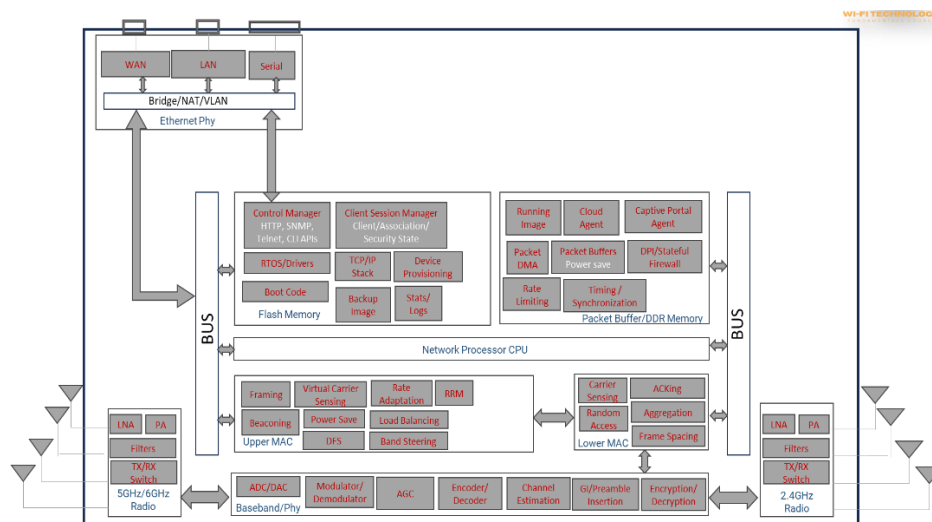 WI-FI TECHNOLOG
WAN
LAN
Serial
Bridge/NAT/VLAN
Ethernet Phy
BUS
Control Manager
HTTP, SNMP,
Telnet, CLI APIs
Client Session Manager
Client/Association/
Security State
RTOS/Drivers
TCP/IP
Stack
Device
Provisioning
Boot Code
Backup
Image
Stats/
Logs
Flash Memory
Running
Image
Cloud
Agent
Captive Portal
Agent
Packet
DMA
Packet Buffers
Power save
DPI/Stateful
Firewall
Rate
Limiting
Timing /
Synchronization
Packet Buffer/DDR Memory
BUS
Network Processor CPU
Framing
Virtual Carrier
Sensing
Rate
Adaptation
RRM
Beaconing
Power Save
Load Balancing
DFS
Band Steering
Upper MAC
Carrier
Sensing
ACKing
Random
Access
Aggregation
Frame Spacing
Lower MAC
LNA
PA
Filters
TX/RX
Switch
5GHz/6GHz
Radio
ADC/DAC
Modulator/
Demodulator
AGC
Encoder/
Decoder
Channel
Estimation
GI/Preamble
Insertion
Encryption/
Decryption
Baseband/Phy
LNA
PA
Filters
TX/RX
Switch
2.4GHz
Radio